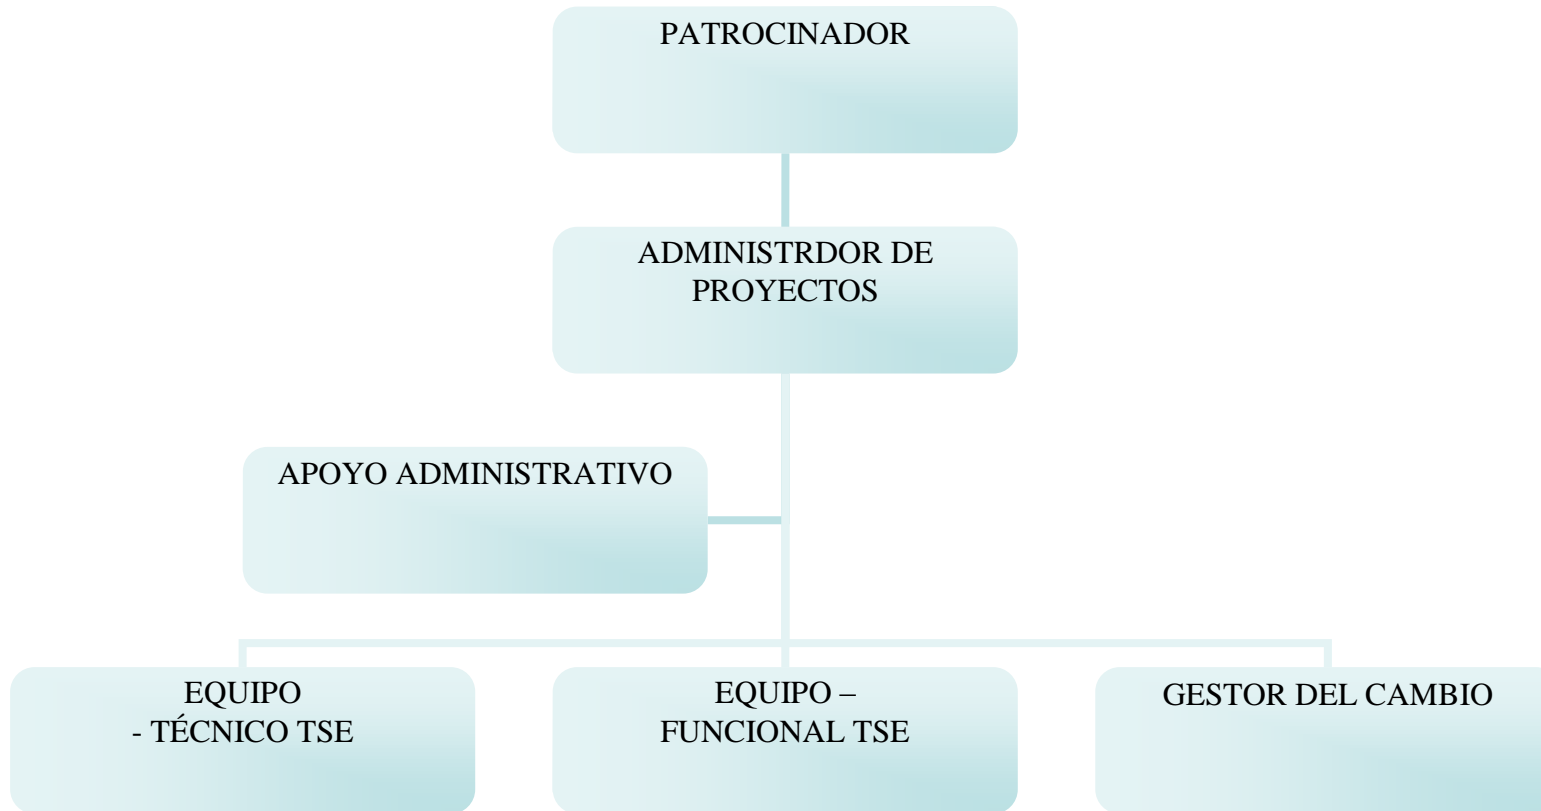 PATROCINADOR
ADMINISTRDOR DE
PROYECTOS
APOYO ADMINISTRATIVO
EQUIPO
- TÉCNICO TSE
EQUIPO –
FUNCIONAL TSE
GESTOR DEL CAMBIO